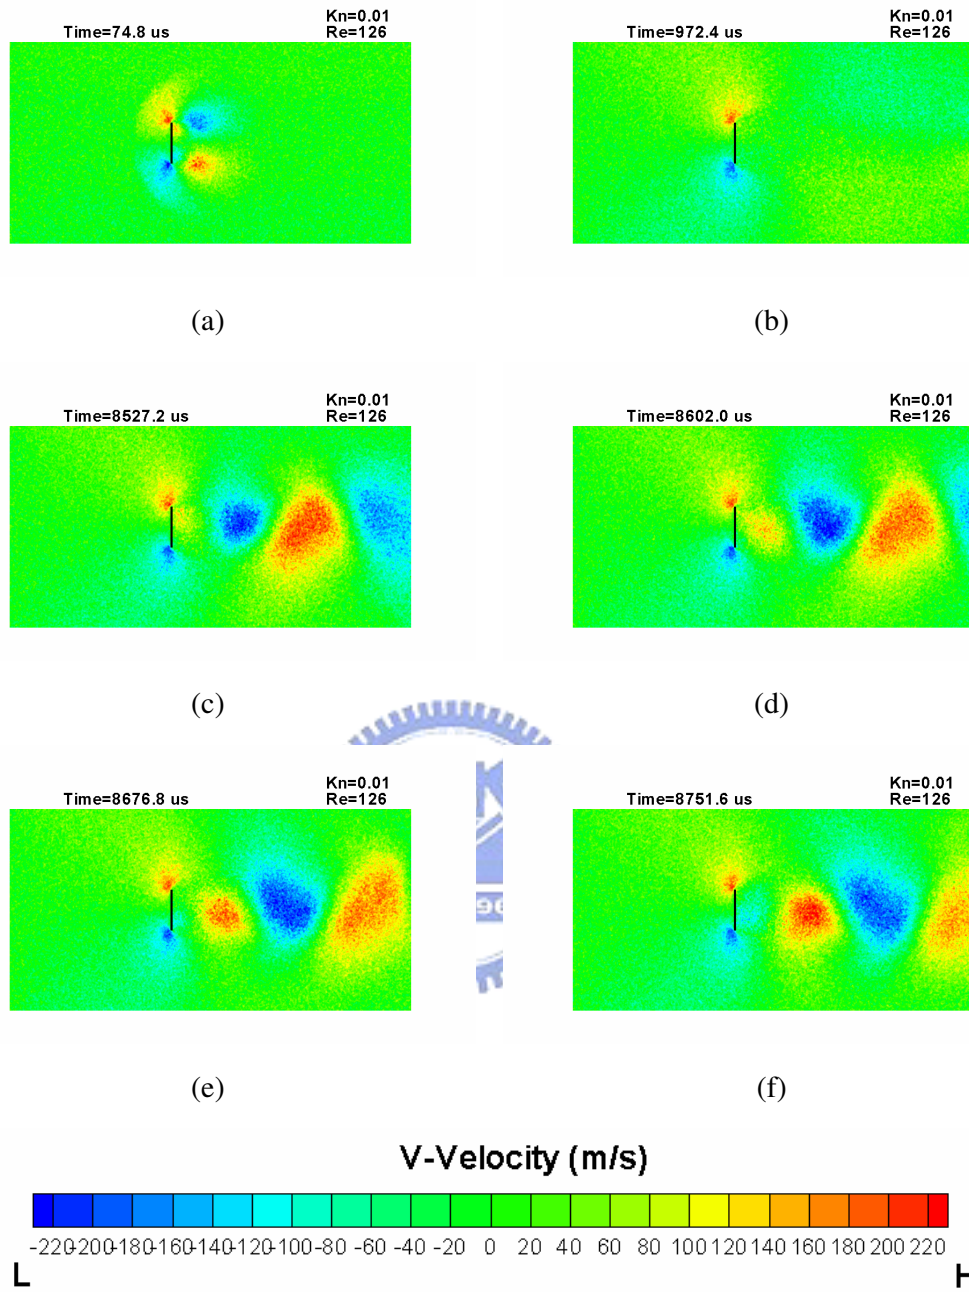 Kn=0.01
Time=74.8 us Re=126
Kn=0.01
Time=972.4 us Re=126
(a) (b)
Kn=0.01
Time=8527.2 us Re=126
Kn=0.01
Time=8602.0 us Re=126
(c) (d)
Kn=0.01
Time=8676.8 us Re=126
Kn=0.01
Time=8751.6 us Re=126
(e) (f)
V-Velocity (m/s)
-220 -200 -180 -160 -140 -120 -100 -80 -60 -40 -20 0 20 40 60 80 100 120 140 160 180 200 220
L